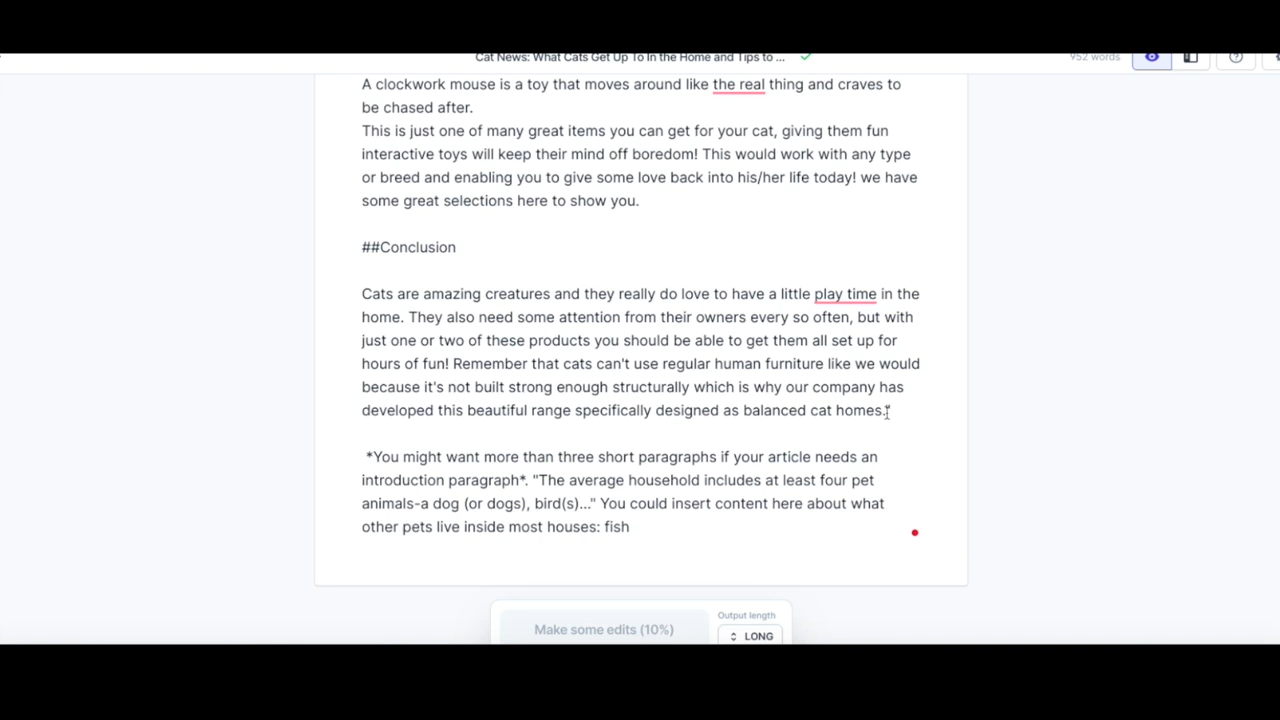 Cat News: What Cats Get Up To In the Home and Tips to ...
952 words
A clockwork mouse is a toy that moves around like the real thing and craves to
be chased after.
This is just one of many great items you can get for your cat, giving them fun
interactive toys will keep their mind off boredom! This would work with any type
or breed and enabling you to give some love back into his/her life today! we have
some great selections here to show you.
##Conclusion
Cats are amazing creatures and they really do love to have a little play time in the
home. They also need some attention from their owners every so often, but with
just one or two of these products you should be able to get them all set up for
hours of fun! Remember that cats can't use regular human furniture like we would
because it's not built strong enough structurally which is why our company has
developed this beautiful range specifically designed as balanced cat homes."
*You might want more than three short paragraphs if your article needs an
introduction paragraph*. "The average household includes at least four pet
animals-a dog (or dogs), bird(s)..." You could insert content here about what
other pets live inside most houses: fish
Output length
Make some edits (10%)
LONG